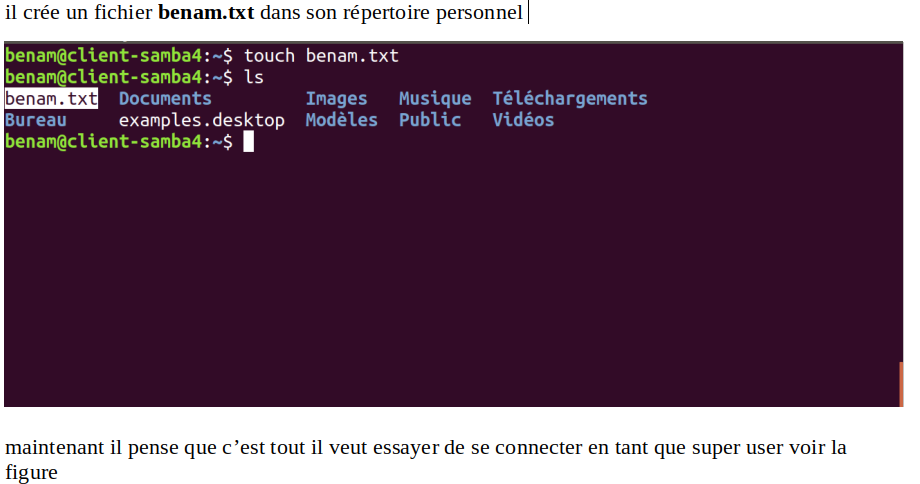 il crée un fichier benam.txt dans son répertoire personnel
benam@client-samba4:~$ touch benam.txt
benam@client-samba4:~$ ls
benam.txt  Documents         Images   Musique  Téléchargements
Bureau     examples.desktop  Modèles  Public   Vidéos
benam@client-samba4:~$
maintenant il pense que c’est tout il veut essayer de se connecter en tant que super user voir la
figure